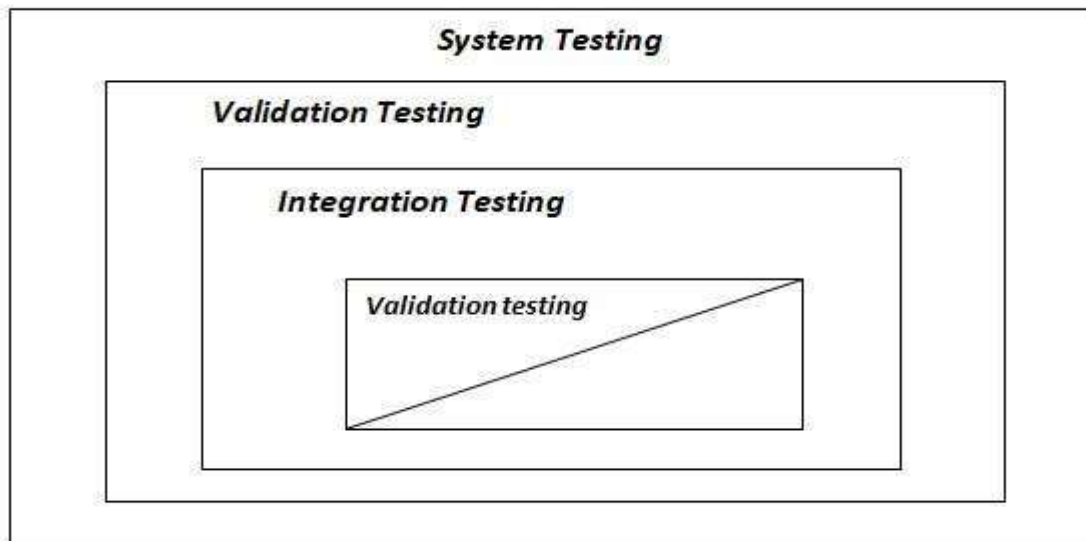 System Testing
Validation Testing
Integration Testing
Validation testing